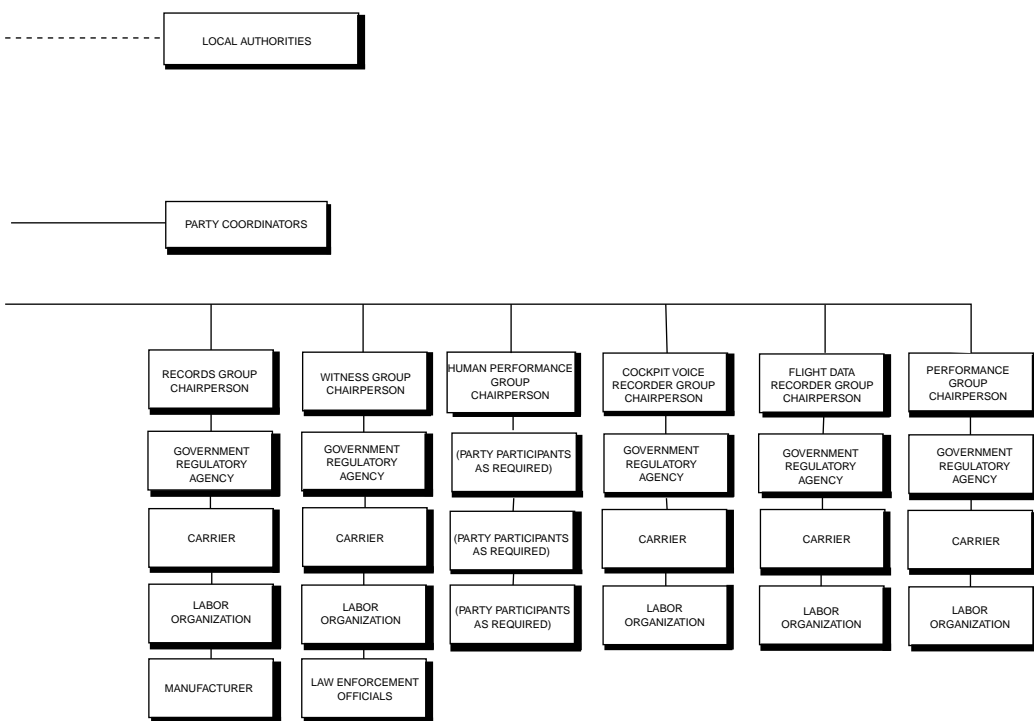 LOCAL AUTHORITIES
PARTY COORDINATORS
RECORDS GROUP
CHAIRPERSON
WITNESS GROUP
CHAIRPERSON
HUMAN PERFORMANCE
GROUP
CHAIRPERSON
COCKPIT VOICE
RECORDER GROUP
CHAIRPERSON
FLIGHT DATA
RECORDER GROUP
CHAIRPERSON
PERFORMANCE
GROUP
CHAIRPERSON
GOVERNMENT
REGULATORY
AGENCY
GOVERNMENT
REGULATORY
AGENCY
(PARTY PARTICIPANTS
AS REQUIRED)
GOVERNMENT
REGULATORY
AGENCY
GOVERNMENT
REGULATORY
AGENCY
GOVERNMENT
REGULATORY
AGENCY
CARRIER
CARRIER
(PARTY PARTICIPANTS
AS REQUIRED)
CARRIER
CARRIER
CARRIER
LABOR
ORGANIZATION
LABOR
ORGANIZATION
(PARTY PARTICIPANTS
AS REQUIRED)
LABOR
ORGANIZATION
LABOR
ORGANIZATION
LABOR
ORGANIZATION
MANUFACTURER
LAW ENFORCEMENT
OFFICIALS